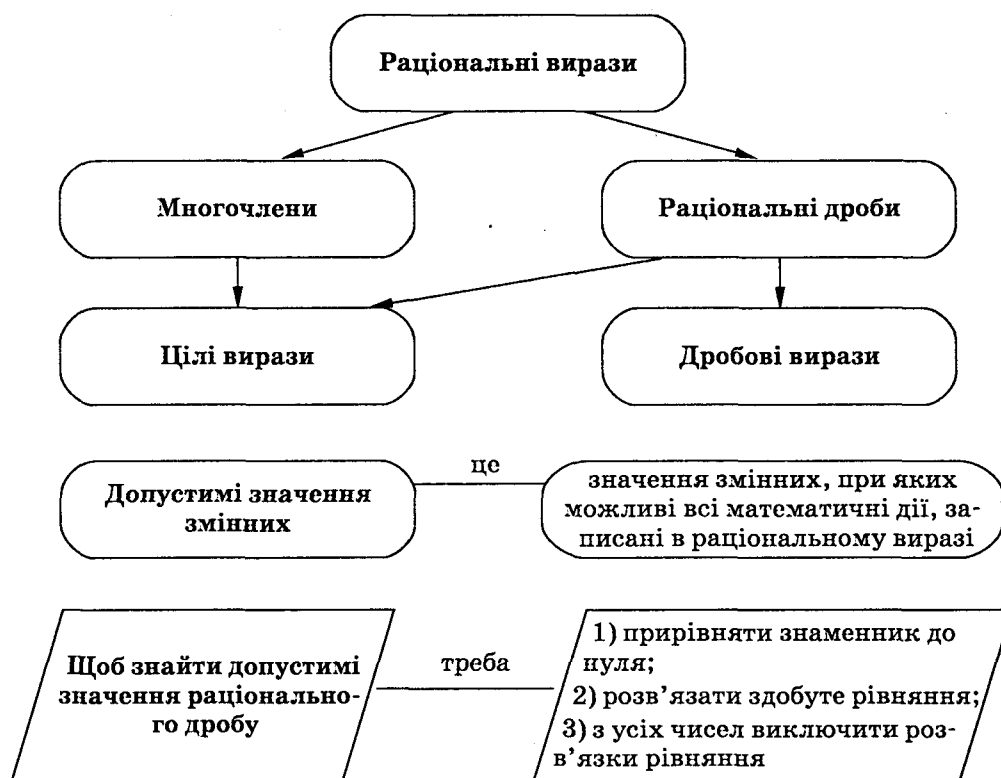 Раціональні вирази
Многочлени
Раціональні дроби
Цілі вирази
Дробові вирази
Допустимі значення
змінних
це
значення змінних, при яких
можливі всі математичні дії, за-
писані в раціональному виразі
Щоб знайти допустимі
значення раціонально-
го дробу
треба
1) прирівняти знаменник до
нуля;
2) розв’язати здобуте рівняння;
3) з усіх чисел виключити роз-
в’язки рівняння